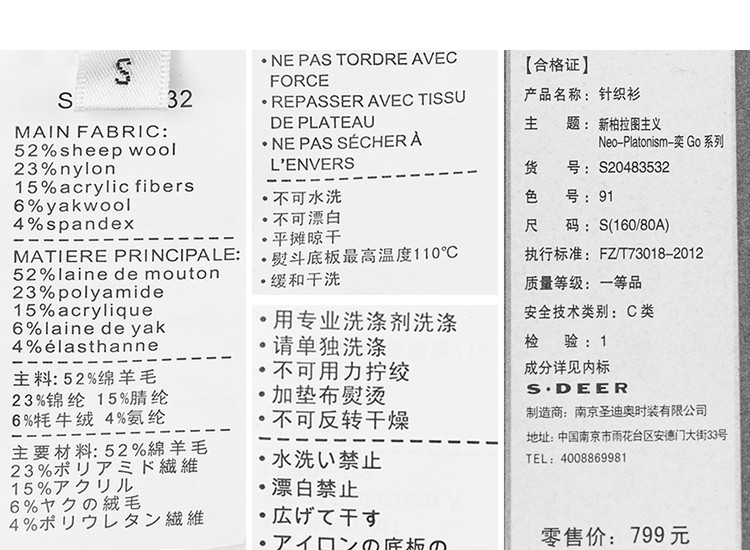 S
S
32
MAIN FABRIC:
52%sheep wool
23%nylon
15%acrylic fibers
6%yakwool
4%spandex
MATIERE PRINCIPALE:
52%laine de mouton
23%polyamide
15%acrylique
6%laine de yak
4%élasthanne
主料: 52%绵羊毛
23%锦纶 15%腈纶
6%牦牛绒 4%氨纶
主要材料: 52%綿羊毛
23%ポリアミド繊維
15%アクリル
6%ヤクの絨毛
4%ポリウレタン繊維
•NE PAS TORDRE AVEC
FORCE
•REPASSER AVEC TISSU
DE PLATEAU
•NE PAS SÉCHER À
L'ENVERS
•不可水洗
•不可漂白
•平摊晾干
•熨斗底板最高温度110℃
•缓和干洗
•用专业洗涤剂洗涤
•请单独洗涤
•不可用力拧绞
•加垫布熨烫
•不可反转干燥
•水洗い禁止
•漂白禁止
•広げて干す
•アイロンの底板の
【合格证】
产品名称: 针织衫
主 题: 新柏拉图主义
Neo-Platonism-奕 Go 系列
货 号: S20483532
色 号: 91
尺 码: S(160/80A)
执行标准: FZ/T73018-2012
质量等级: 一等品
安全技术类别: C 类
检 验: 1
成分详见内标
S·DEER
制造商: 南京圣迪奥时装有限公司
地址: 中国南京市雨花台区安德门大街33号
TEL: 4008869981
零售价: 799元